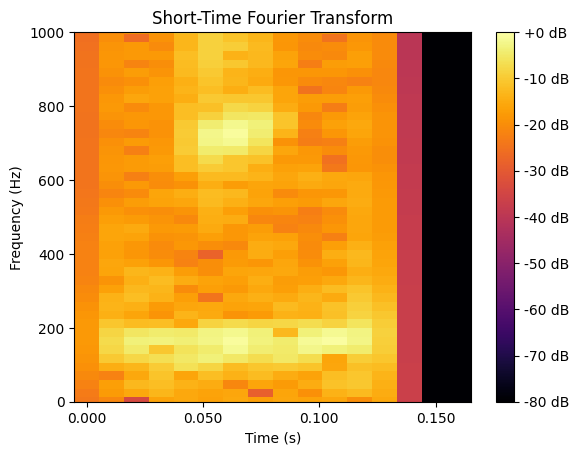 Short-Time Fourier Transform
1000
800
600
400
200
0
Frequency (Hz)
0.000
0.050
0.100
0.150
Time (s)
+0 dB
-10 dB
-20 dB
-30 dB
-40 dB
-50 dB
-60 dB
-70 dB
-80 dB